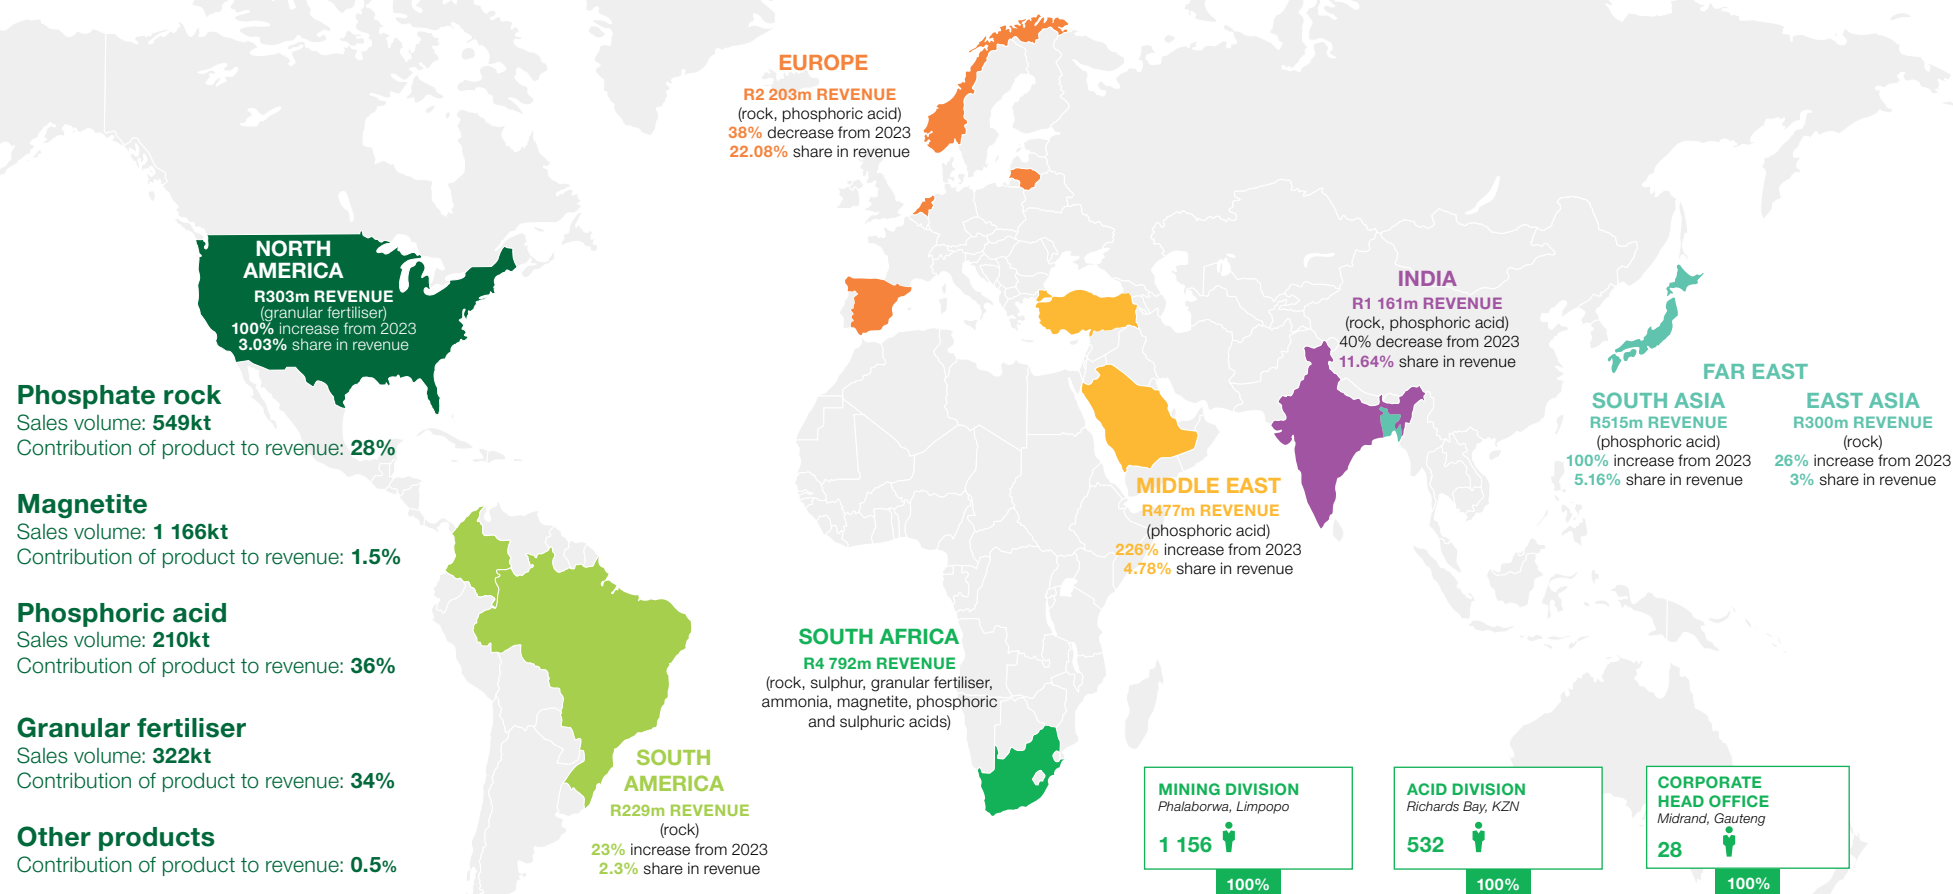 EUROPE
R2 203m REVENUE
(rock, phosphoric acid)
38% decrease from 2023
22.08% share in revenue
NORTH
AMERICA
R303m REVENUE
(granular fertiliser)
100% increase from 2023
3.03% share in revenue
INDIA
R1 161m REVENUE
(rock, phosphoric acid)
40% decrease from 2023
11.64% share in revenue
FAR EAST
SOUTH ASIA
R515m REVENUE
(phosphoric acid)
100% increase from 2023
5.16% share in revenue
EAST ASIA
R300m REVENUE
(rock)
26% increase from 2023
3% share in revenue
Phosphate rock
Sales volume: 549kt
Contribution of product to revenue: 28%
Magnetite
Sales volume: 1 166kt
Contribution of product to revenue: 1.5%
Phosphoric acid
Sales volume: 210kt
Contribution of product to revenue: 36%
Granular fertiliser
Sales volume: 322kt
Contribution of product to revenue: 34%
Other products
Contribution of product to revenue: 0.5%
MIDDLE EAST
R477m REVENUE
(phosphoric acid)
226% increase from 2023
4.78% share in revenue
SOUTH AFRICA
R4 792m REVENUE
(rock, sulphur, granular fertiliser,
ammonia, magnetite, phosphoric
and sulphuric acids)
SOUTH
AMERICA
R229m REVENUE
(rock)
23% increase from 2023
2.3% share in revenue
MINING DIVISION
Phalaborwa, Limpopo
1 156
100%
ACID DIVISION
Richards Bay, KZN
532
100%
CORPORATE
HEAD OFFICE
Midrand, Gauteng
28
100%